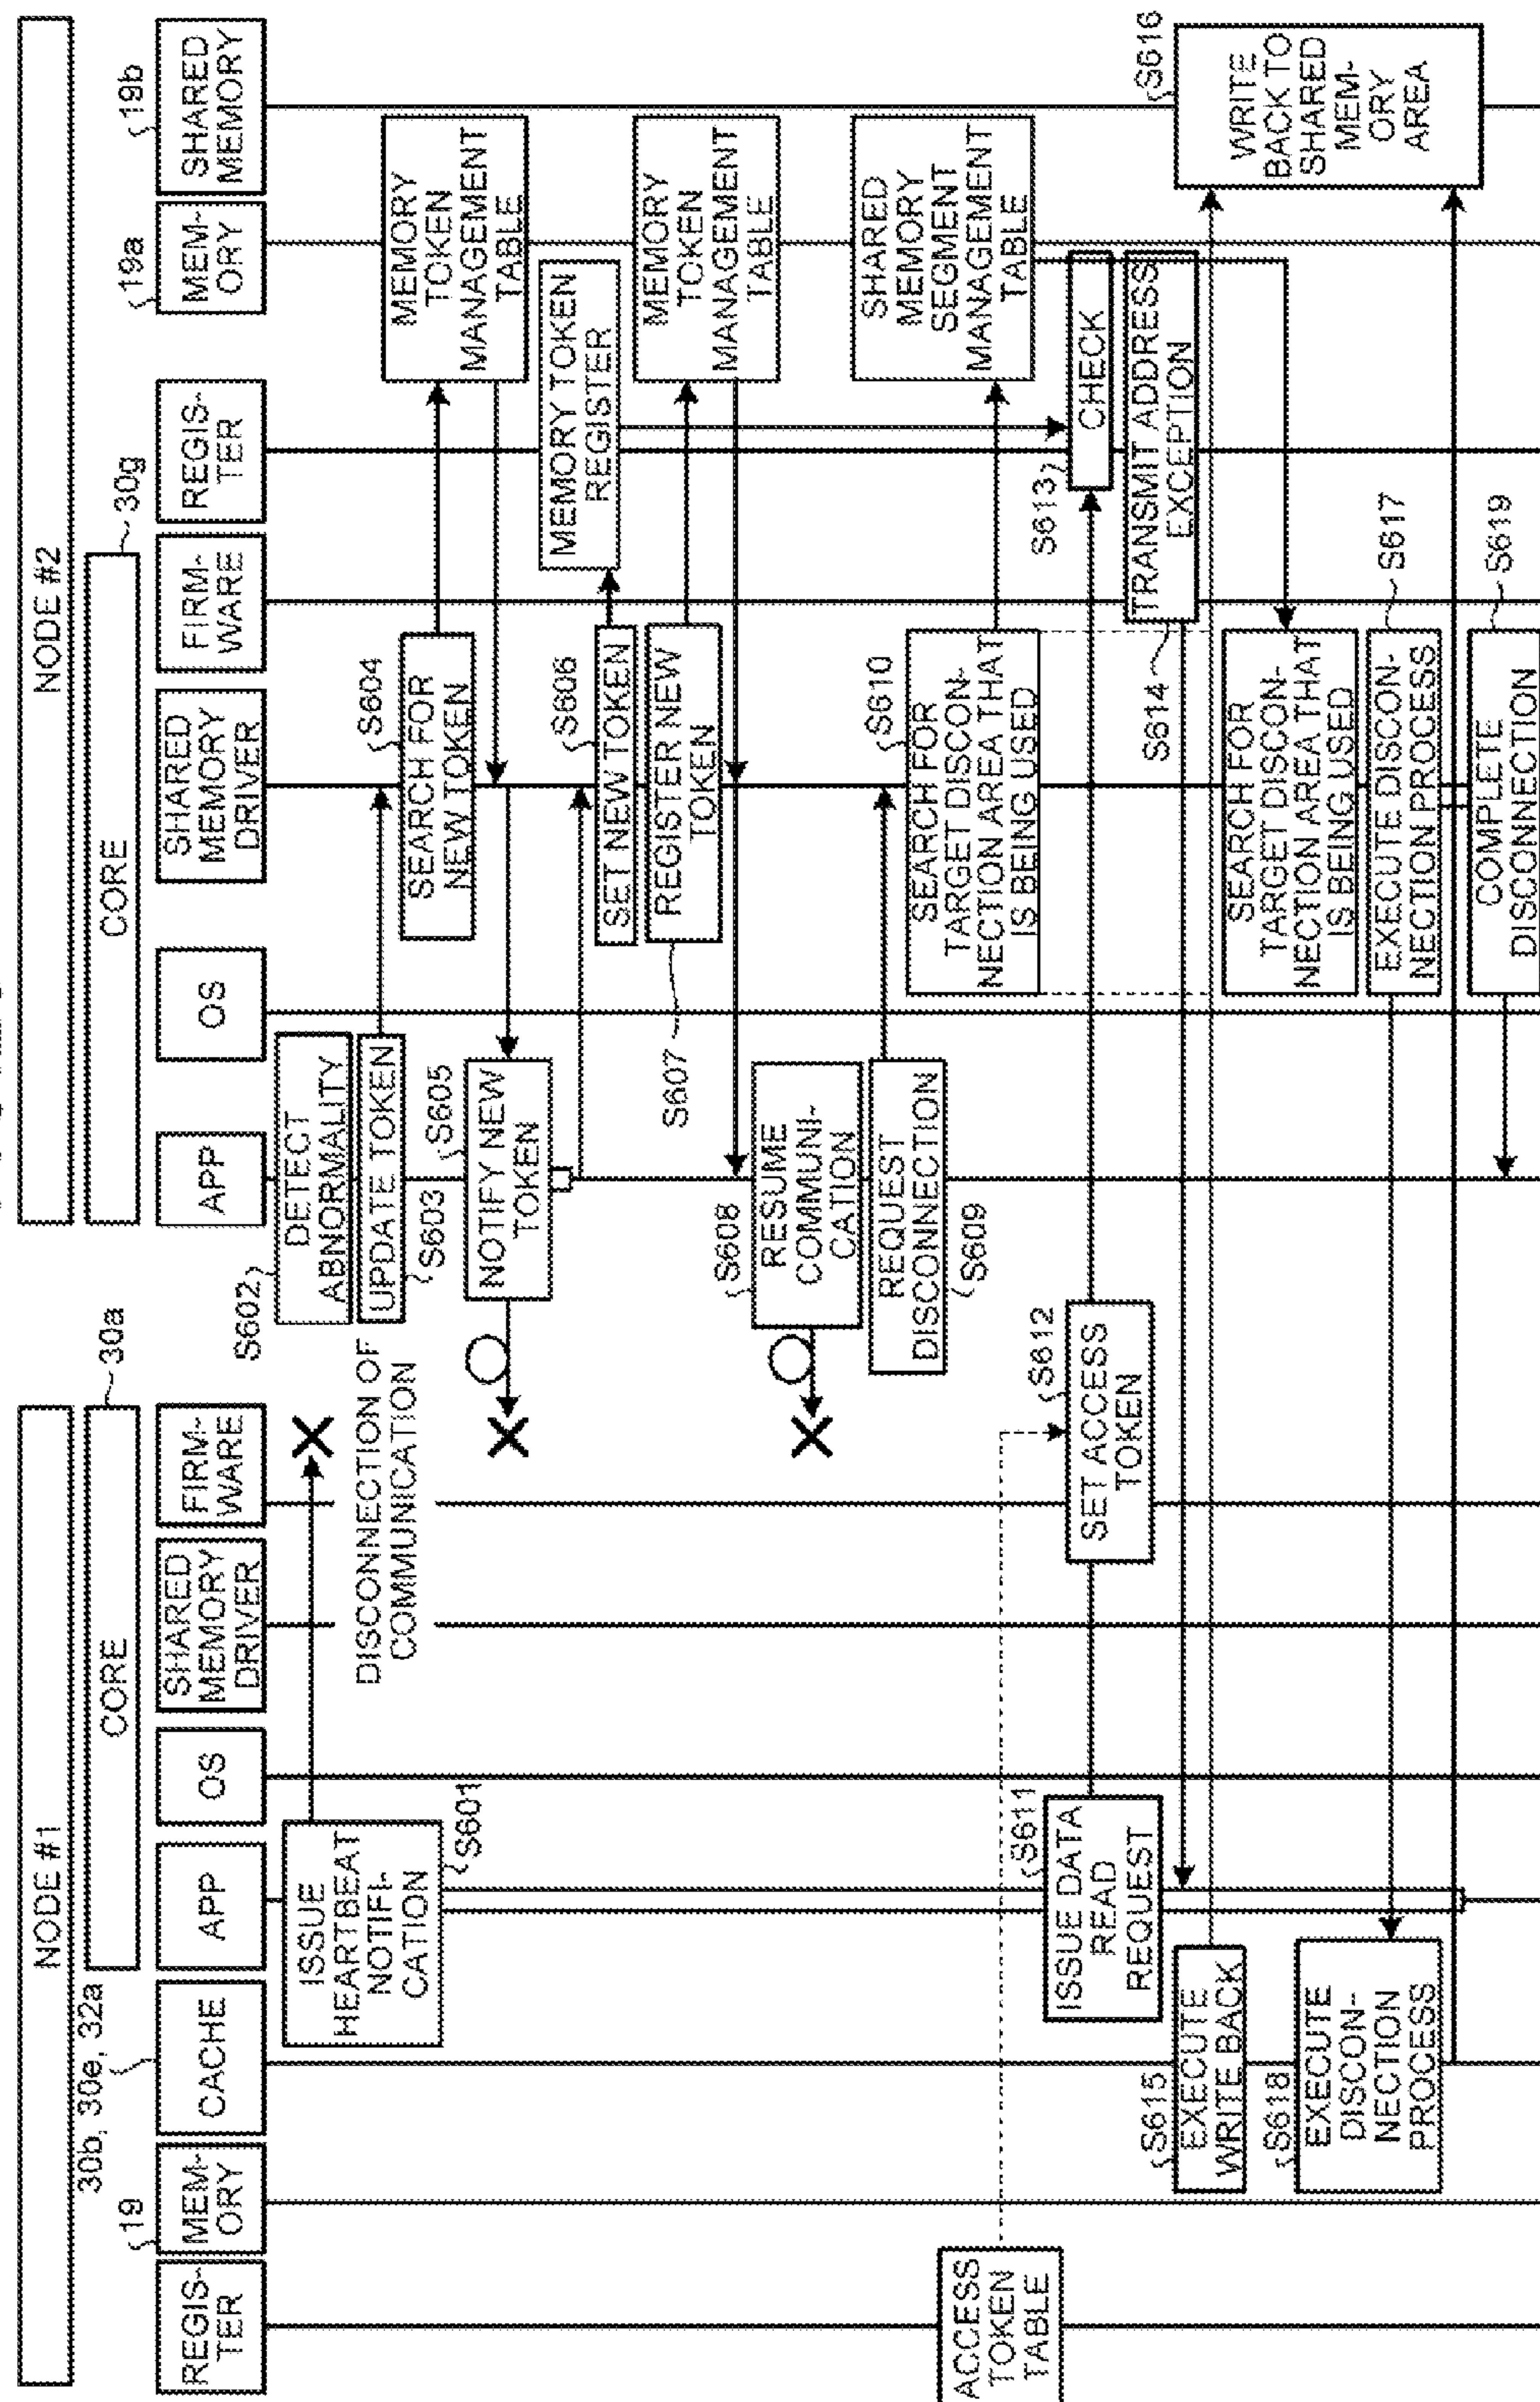 NODE #1
NODE #2
30b, 30e, 32a
CORE
30a
CORE
30g
19
19a
19b
REGIS-
TER
MEM-
ORY
CACHE
APP
OS
SHARED
MEMORY
DRIVER
FIRM-
WARE
APP
OS
SHARED
MEMORY
DRIVER
FIRM-
WARE
REGIS-
TER
MEM-
ORY
SHARED
MEMORY
ISSUE
HEARTBEAT
NOTIFI-
CATION
S601
S602
DETECT
ABNORMALITY
DISCONNECTION OF
COMMUNICATION
UPDATE TOKEN
S603
S604
SEARCH FOR
NEW TOKEN
MEMORY
TOKEN
MANAGEMENT
TABLE
S605
NOTIFY NEW
TOKEN
S606
SET NEW TOKEN
MEMORY TOKEN
REGISTER
S607
REGISTER NEW
TOKEN
MEMORY
TOKEN
MANAGEMENT
TABLE
S608
RESUME
COMMUNI-
CATION
REQUEST
DISCONNECTION
S609
S610
SEARCH FOR
TARGET DISCON-
NECTION AREA THAT
IS BEING USED
SHARED
MEMORY
SEGMENT
MANAGEMENT
TABLE
ACCESS
TOKEN
TABLE
S611
ISSUE DATA
READ
REQUEST
S612
SET ACCESS
TOKEN
S613
CHECK
S614
TRANSMIT ADDRESS
EXCEPTION
S615
EXECUTE
WRITE BACK
S616
WRITE
BACK TO
SHARED
MEM-
ORY
AREA
SEARCH FOR
TARGET DISCON-
NECTION AREA THAT
IS BEING USED
S617
EXECUTE DISCON-
NECTION PROCESS
S618
EXECUTE
DISCON-
NECTION
PROCESS
S619
COMPLETE
DISCONNECTION